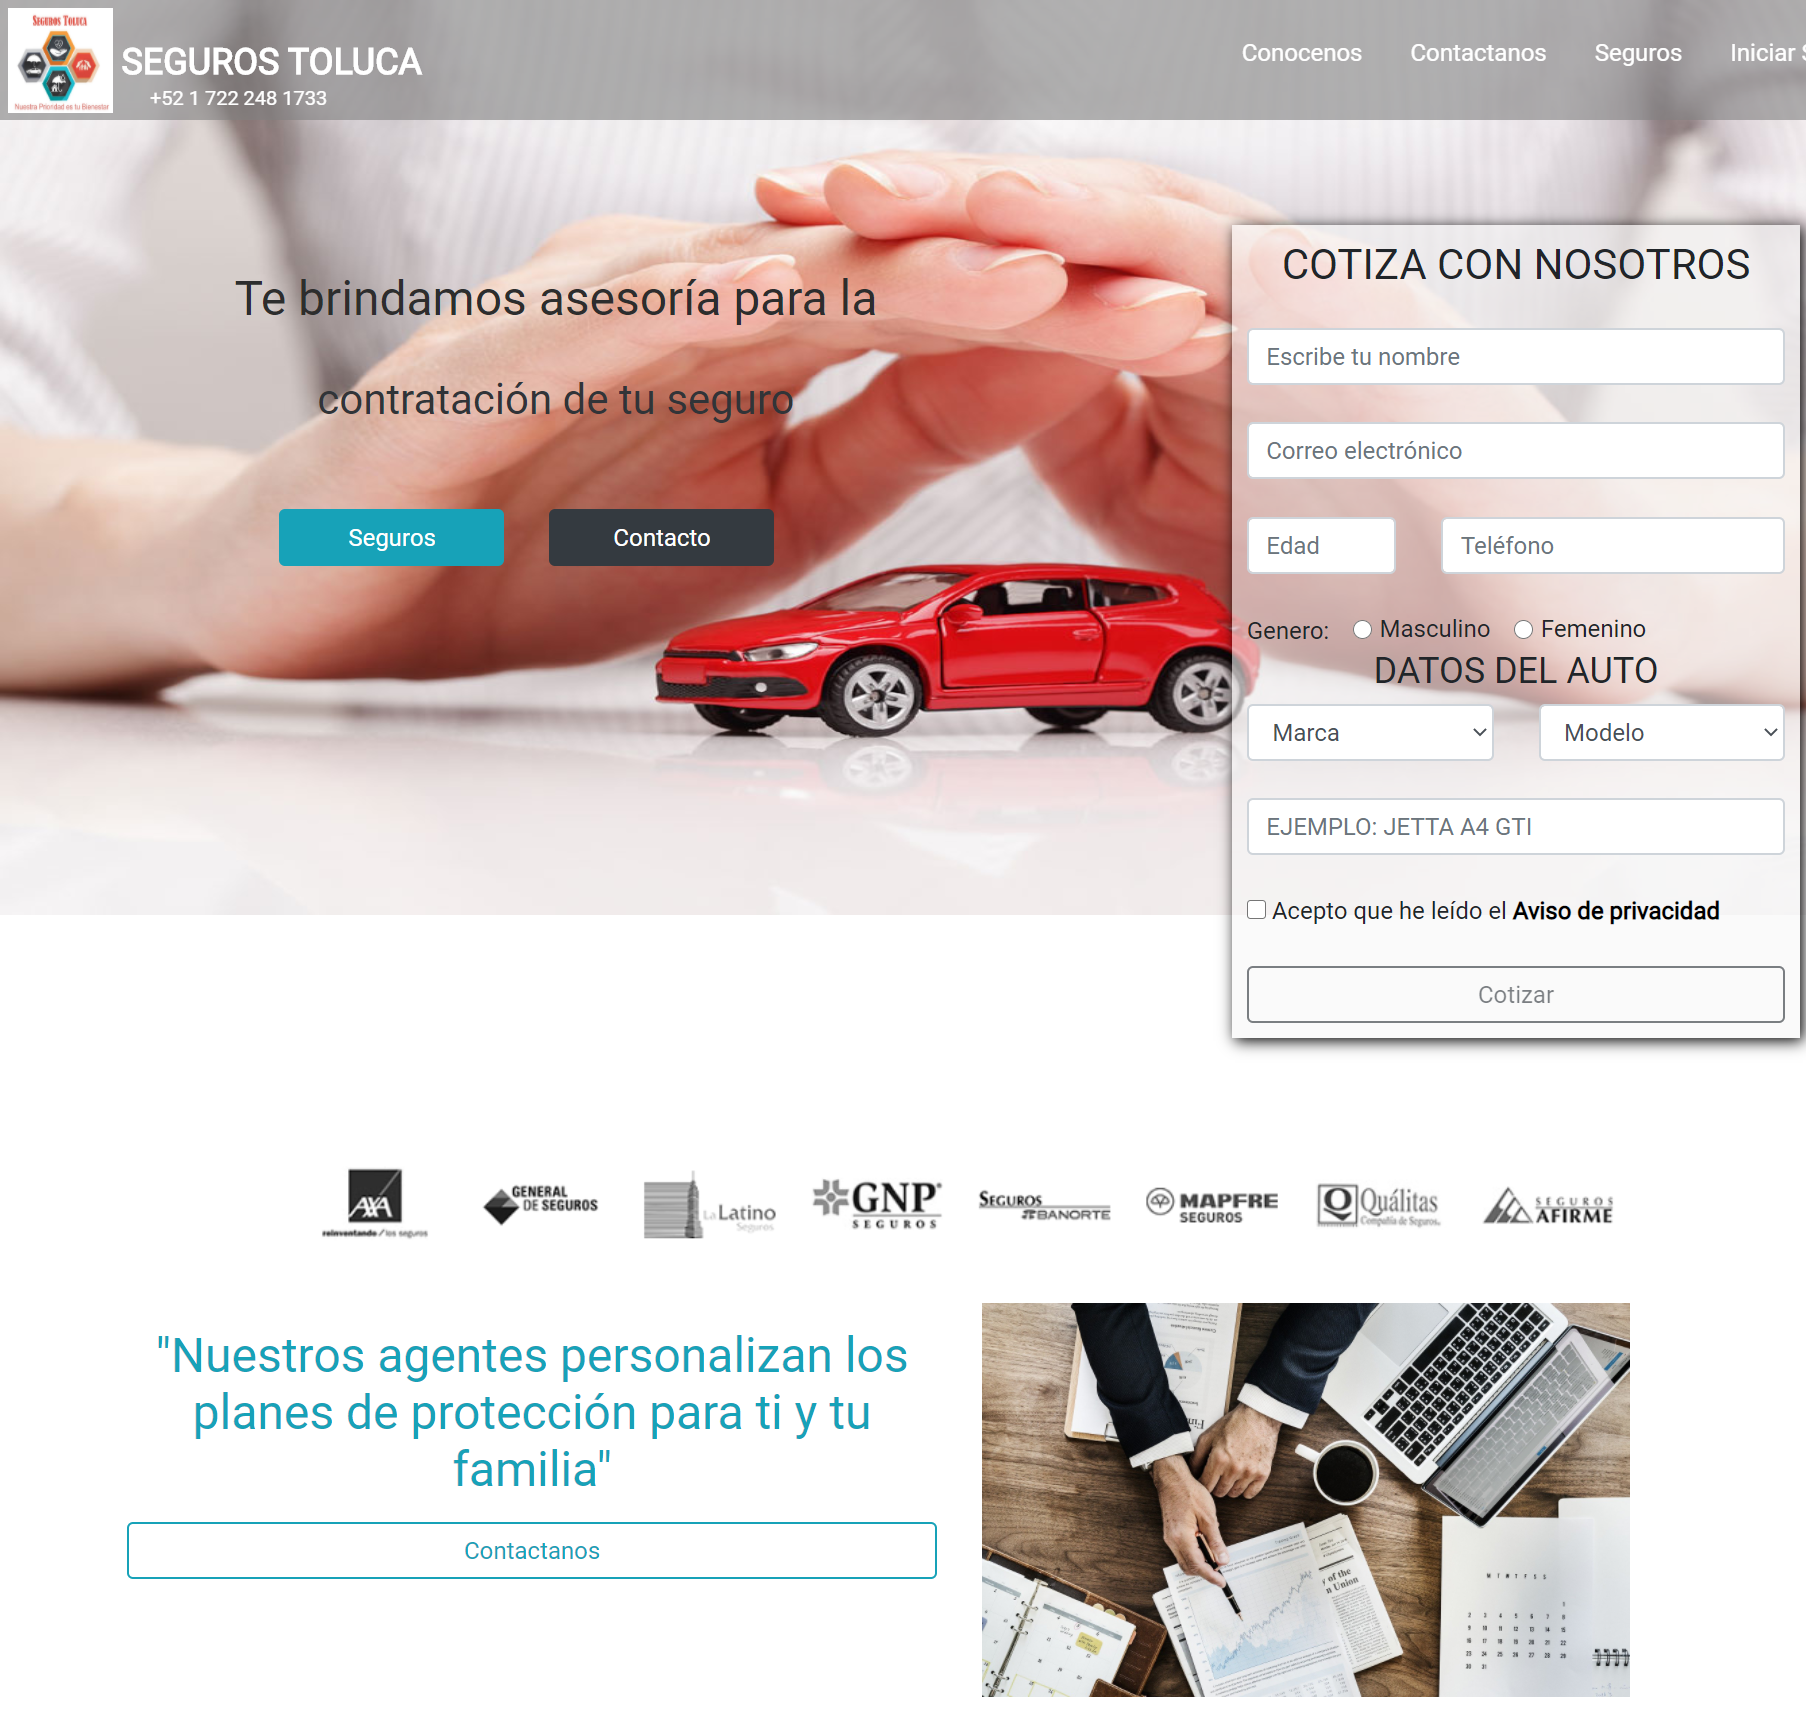 SEGUROS TOLUCA
Nuestra Prioridad es tu Bienestar
SEGUROS TOLUCA
+52 1 722 248 1733
Conocenos
Contactanos
Seguros
Iniciar S
Te brindamos asesoría para la
contratación de tu seguro
Seguros
Contacto
COTIZA CON NOSOTROS
Escribe tu nombre
Correo electrónico
Edad
Teléfono
Genero: Masculino Femenino
DATOS DEL AUTO
Marca
Modelo
EJEMPLO: JETTA A4 GTI
Acepto que he leído el Aviso de privacidad
Cotizar
AXA
reinventando / los seguros
GENERAL
DE SEGUROS
La Latino
Seguros
GNP
SEGUROS
SEGUROS
BANORTE
MAPFRE
SEGUROS
Q Quálitas
Compañía de Seguros
SEGUROS
AFIRME
"Nuestros agentes personalizan los
planes de protección para ti y tu
familia"
Contactanos
y of the
n Union